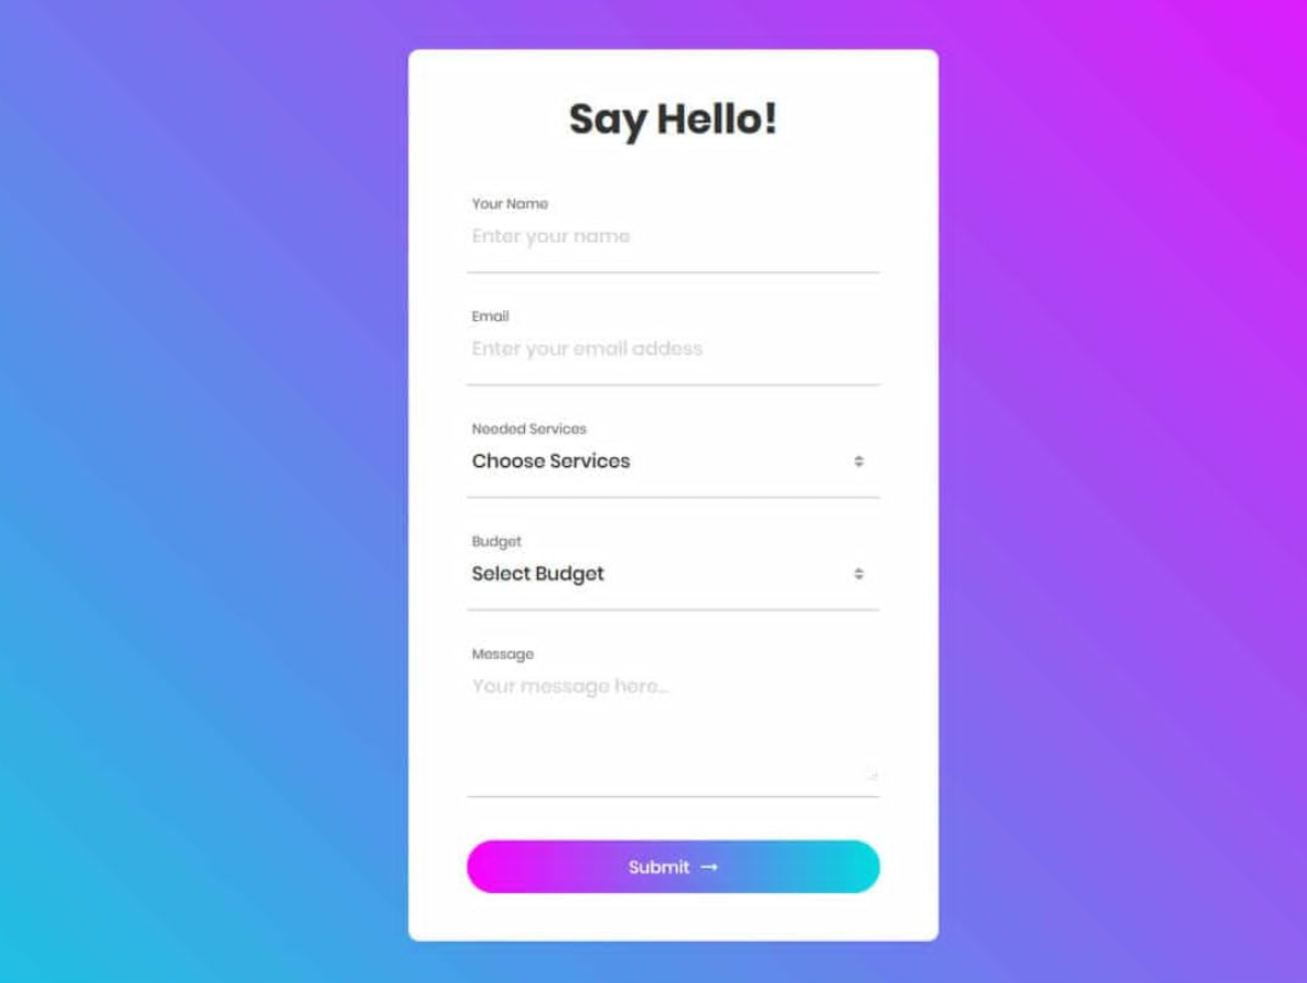 Say Hello!
Your Name
Enter your name
Email
Enter your email addess
Needed Services
Choose Services
Budget
Select Budget
Message
Your message here...
Submit →